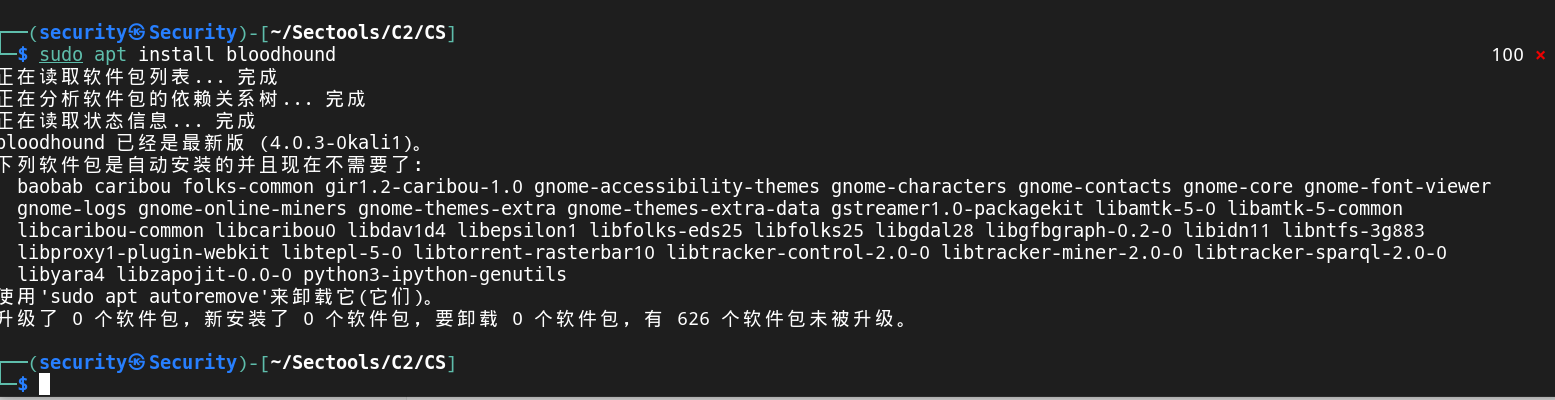 ┌──(security㉿Security)-[~/Sectools/C2/CS]
└─$ sudo apt install bloodhound 100 ⨯
正在读取软件包列表... 完成
正在分析软件包的依赖关系树... 完成
正在读取状态信息... 完成
bloodhound 已经是最新版 (4.0.3-0kali1)。
下列软件包是自动安装的并且现在不需要了:
baobab caribou folks-common gir1.2-caribou-1.0 gnome-accessibility-themes gnome-characters gnome-contacts gnome-core gnome-font-viewer
gnome-logs gnome-online-miners gnome-themes-extra gnome-themes-extra-data gstreamer1.0-packagekit libamtk-5-0 libamtk-5-common
libcaribou-common libcaribou0 libdav1d4 libepsilon1 libfolks-eds25 libfolks25 libgdal28 libgfbgraph-0.2-0 libidn11 libntfs-3g883
libproxy1-plugin-webkit libtepl-5-0 libtorrent-rasterbar10 libtracker-control-2.0-0 libtracker-miner-2.0-0 libtracker-sparql-2.0-0
libyara4 libzapojit-0.0-0 python3-ipython-genutils
使用'sudo apt autoremove'来卸载它(它们)。
升级了 0 个软件包，新安装了 0 个软件包，要卸载 0 个软件包，有 626 个软件包未被升级。
┌──(security㉿Security)-[~/Sectools/C2/CS]
└─$